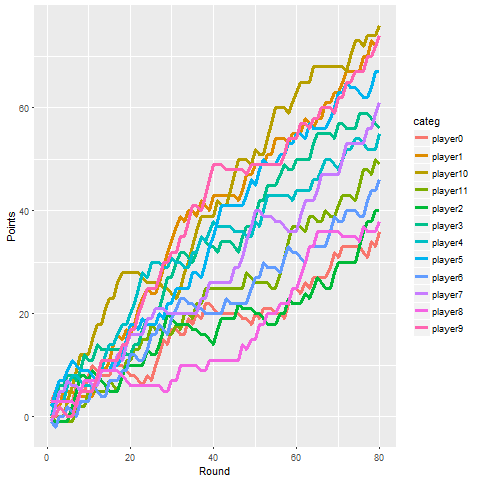 Points
60
40
20
0
0
20
40
60
80
Round
categ
player0
player1
player10
player11
player2
player3
player4
player5
player6
player7
player8
player9